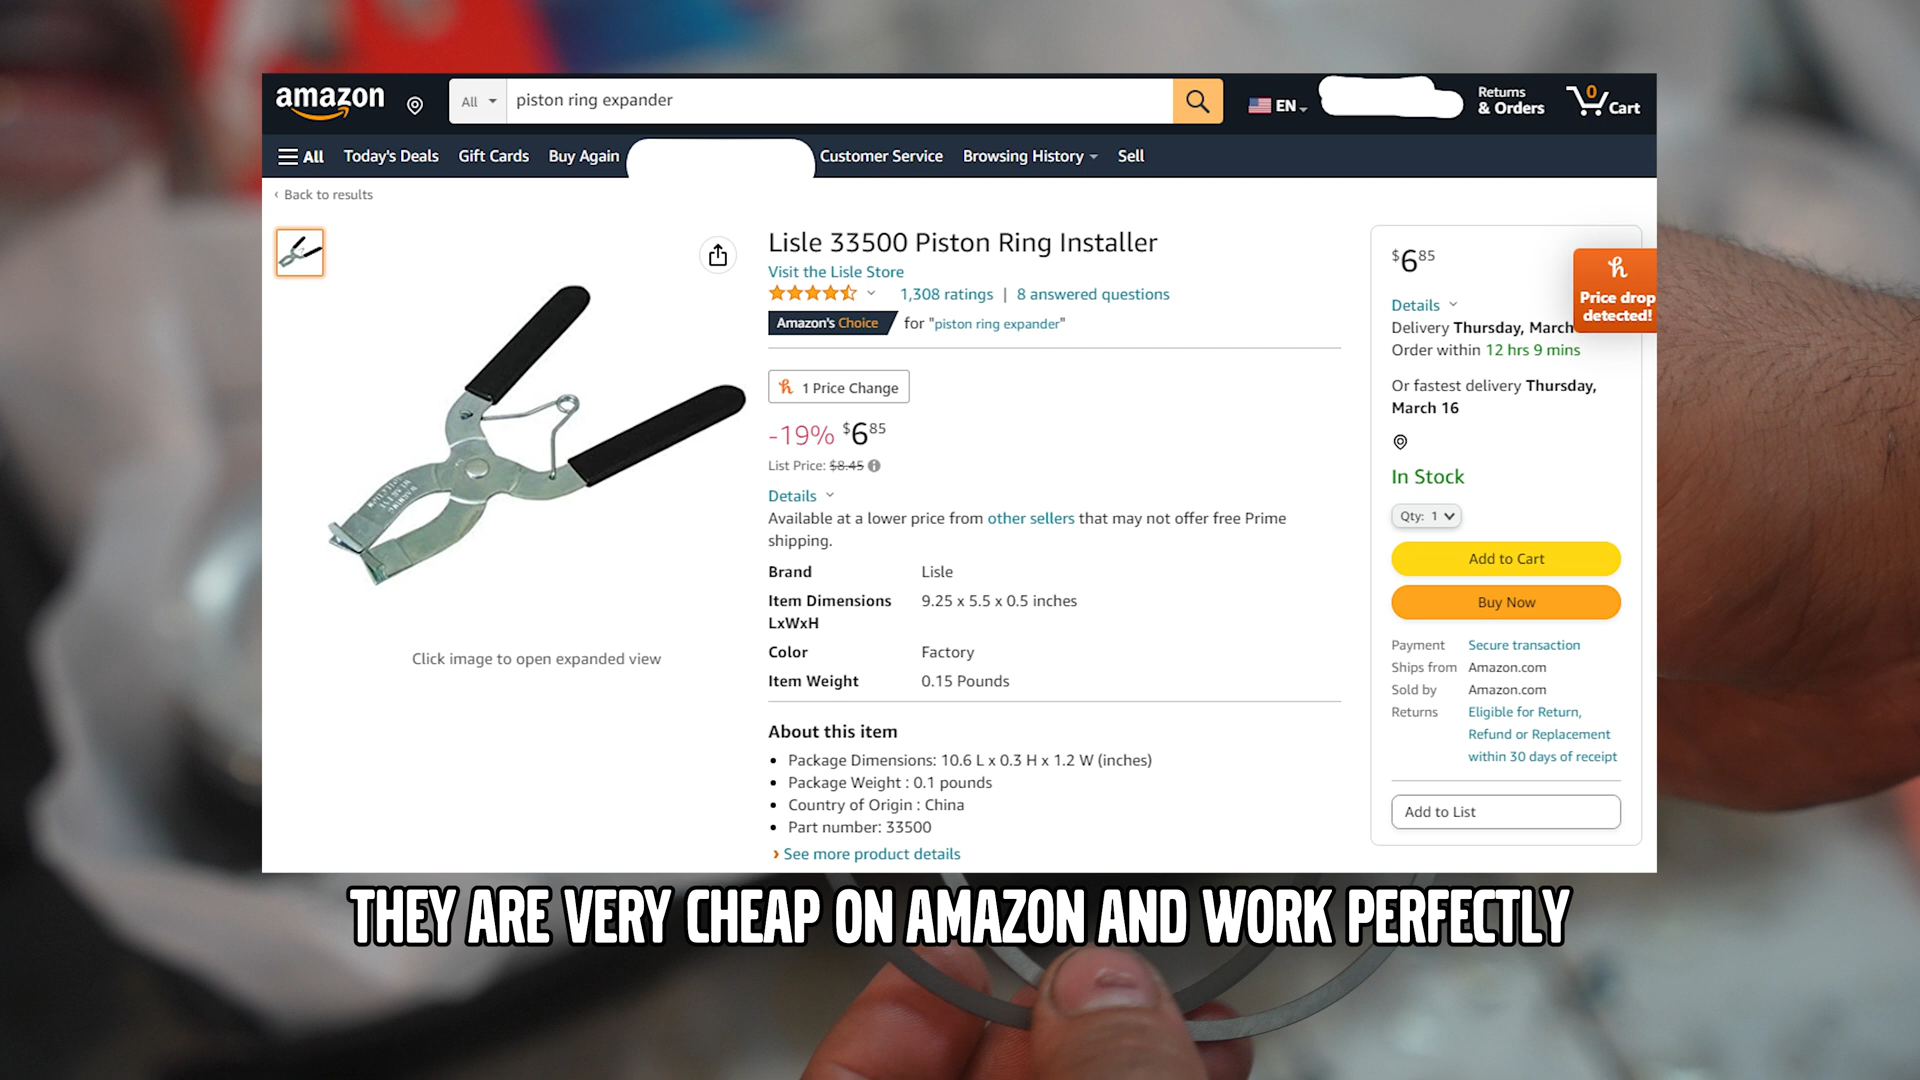 amazon
All
piston ring expander
EN
Returns
& Orders
0
Cart
All
Today's Deals
Gift Cards
Buy Again
Customer Service
Browsing History
Sell
‹ Back to results
Lisle 33500 Piston Ring Installer
Visit the Lisle Store
1,308 ratings | 8 answered questions
Amazon's Choice for "piston ring expander"
1 Price Change
-19% $6 85
List Price: $8.45
Details
Available at a lower price from other sellers that may not offer free Prime
shipping.
Brand Lisle
Item Dimensions 9.25 x 5.5 x 0.5 inches
LxWxH
Color Factory
Item Weight 0.15 Pounds
About this item
• Package Dimensions: 10.6 L x 0.3 H x 1.2 W (inches)
• Package Weight : 0.1 pounds
• Country of Origin : China
• Part number: 33500
› See more product details
Click image to open expanded view
$6 85
Price drop
detected!
Details
Delivery Thursday, March
Order within 12 hrs 9 mins
Or fastest delivery Thursday,
March 16
In Stock
Qty: 1
Add to Cart
Buy Now
Payment Secure transaction
Ships from Amazon.com
Sold by Amazon.com
Returns Eligible for Return,
Refund or Replacement
within 30 days of receipt
Add to List
THEY ARE VERY CHEAP ON AMAZON AND WORK PERFECTLY